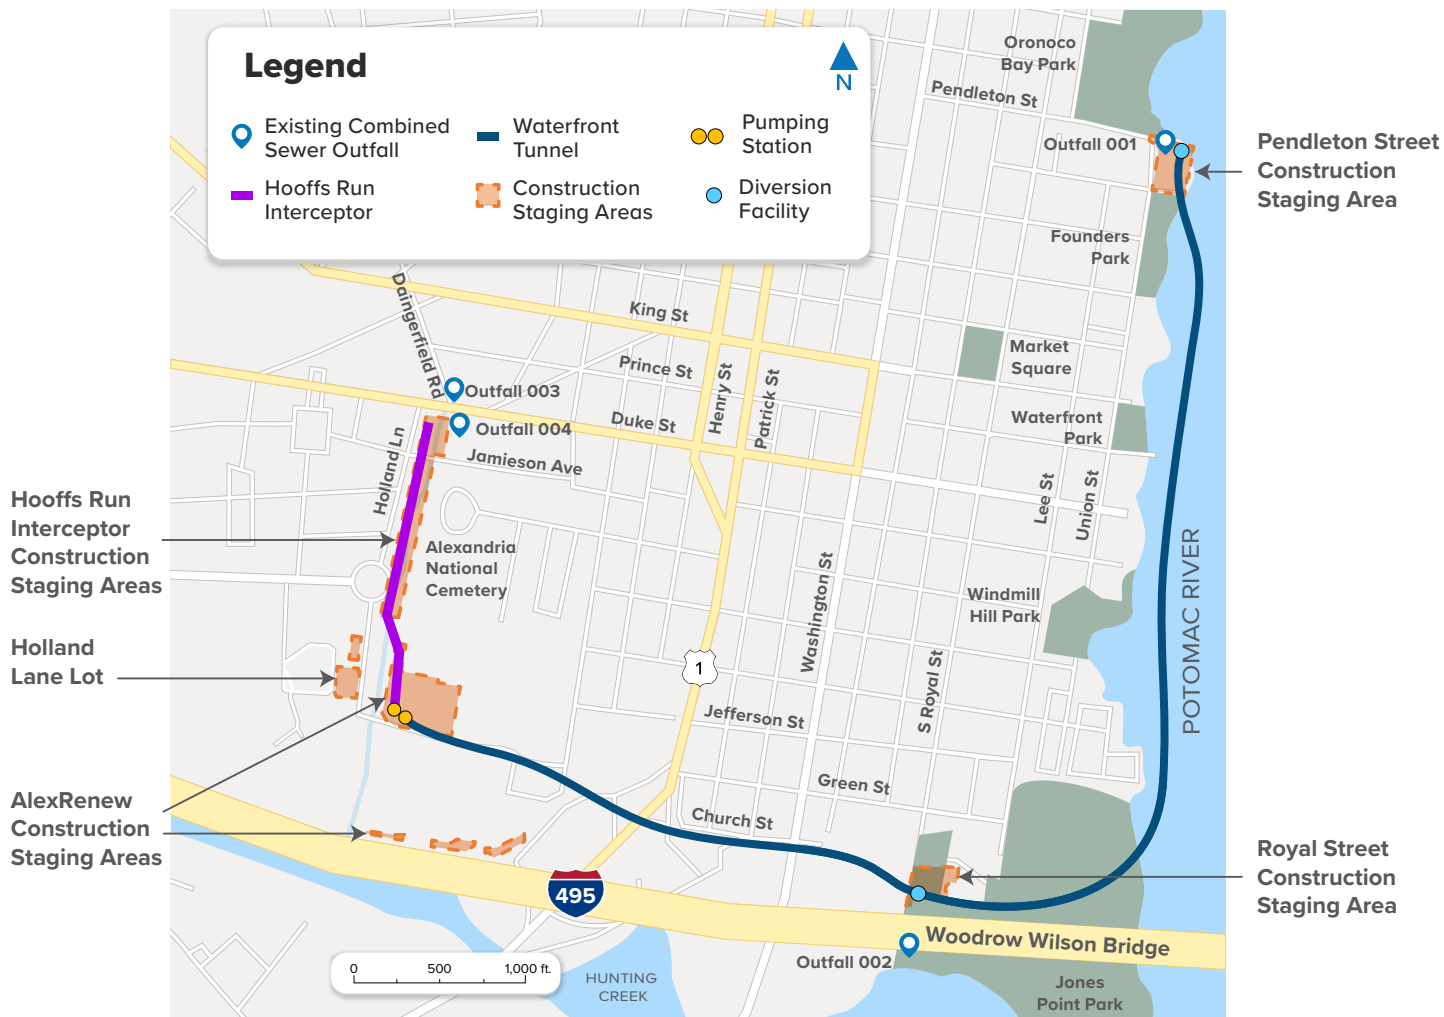 Legend
N
Existing Combined
Sewer Outfall
Waterfront
Tunnel
Pumping
Station
Hooffs Run
Interceptor
Construction
Staging Areas
Diversion
Facility
Oronoco
Bay Park
Pendleton St
Outfall 001
Pendleton Street
Construction
Staging Area
Founders
Park
Daingerfield Rd
King St
Prince St
Henry St
Patrick St
Market
Square
Outfall 003
Outfall 004
Duke St
Waterfront
Park
Holland Ln
Jamieson Ave
Lee St
Union St
Hooffs Run
Interceptor
Construction
Staging Areas
Alexandria
National
Cemetery
Washington St
Windmill
Hill Park
POTOMAC RIVER
Holland
Lane Lot
1
S Royal St
Jefferson St
Green St
Church St
AlexRenew
Construction
Staging Areas
Royal Street
Construction
Staging Area
495
Woodrow Wilson Bridge
Outfall 002
0 500 1,000 ft.
HUNTING
CREEK
Jones
Point Park